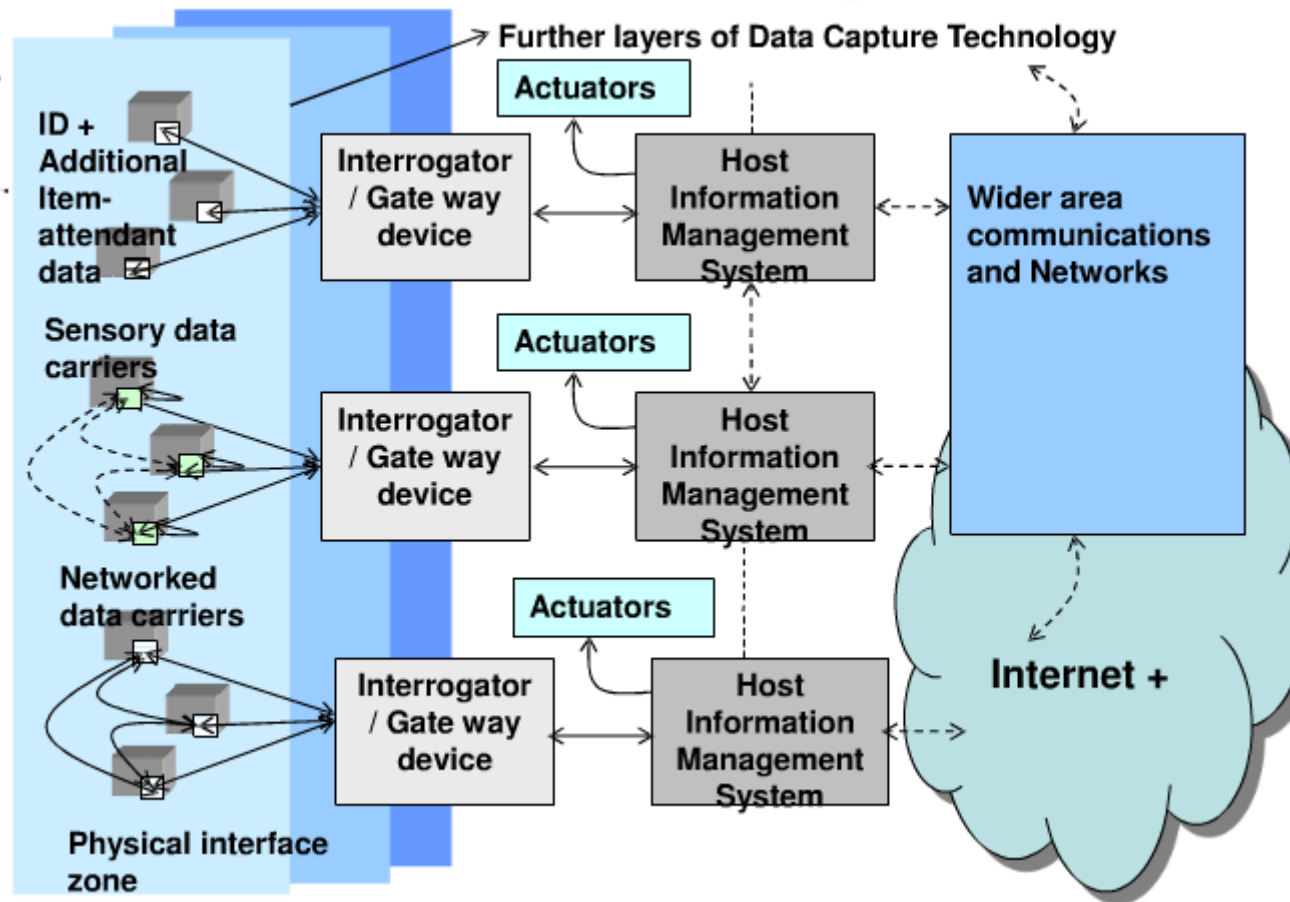 Further layers of Data Capture Technology
ID +
Additional
Item-
attendant
data
Interrogator
/ Gate way
device
Actuators
Host
Information
Management
System
Wider area
communications
and Networks
Sensory data
carriers
Interrogator
/ Gate way
device
Actuators
Host
Information
Management
System
Networked
data carriers
Interrogator
/ Gate way
device
Actuators
Host
Information
Management
System
Internet +
Physical interface
zone